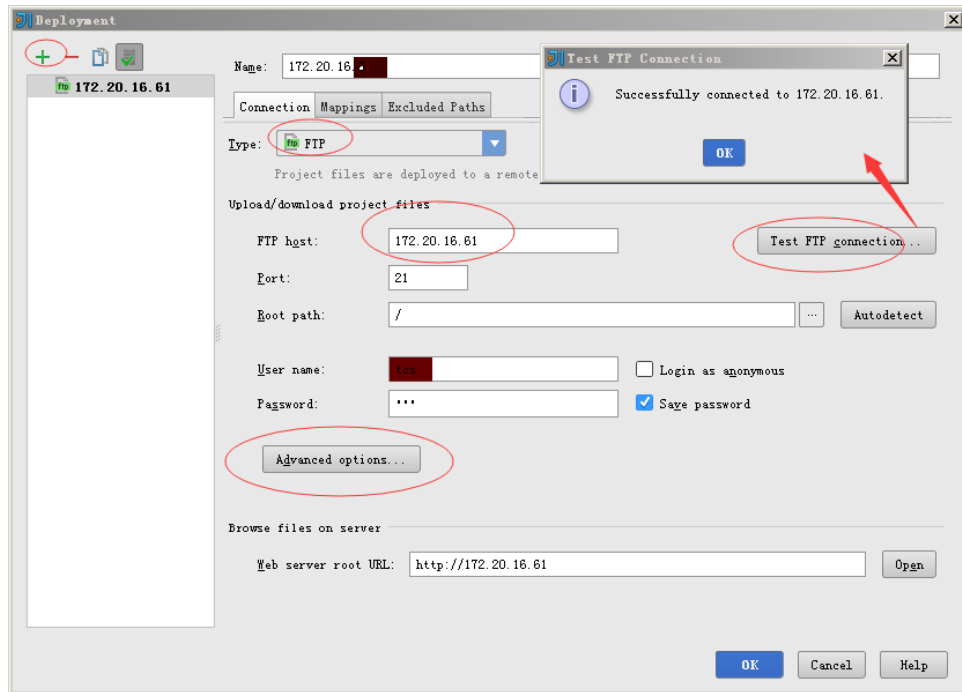 Deployment
172.20.16.61
Name: 172.20.16.
Connection Mappings Excluded Paths
Type: ftp FTP
Project files are deployed to a remote
Test FTP Connection
Successfully connected to 172.20.16.61.
OK
Upload/download project files
FTP host: 172.20.16.61
Test FTP connection...
Port: 21
Root path: /
... Autodetect
User name:
Login as anonymous
Password: •••
Save password
Advanced options...
Browse files on server
Web server root URL: http://172.20.16.61
Open
OK Cancel Help